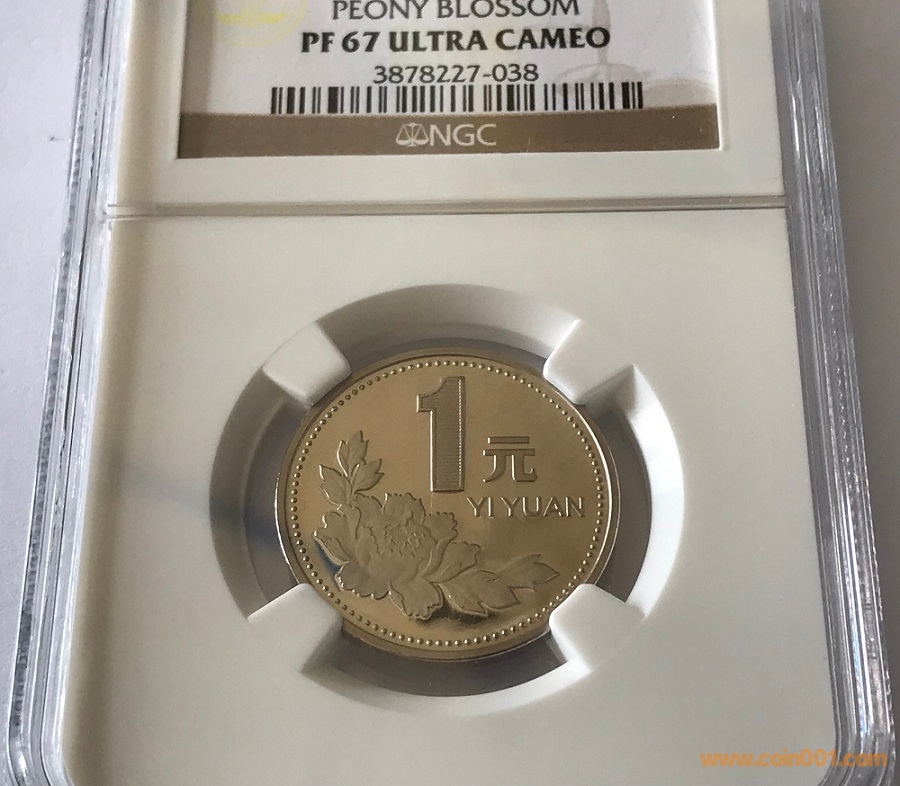 PEONY BLOSSOM
PF 67 ULTRA CAMEO
3878227-038
NGC
1元
YI YUAN
www.coin001.com